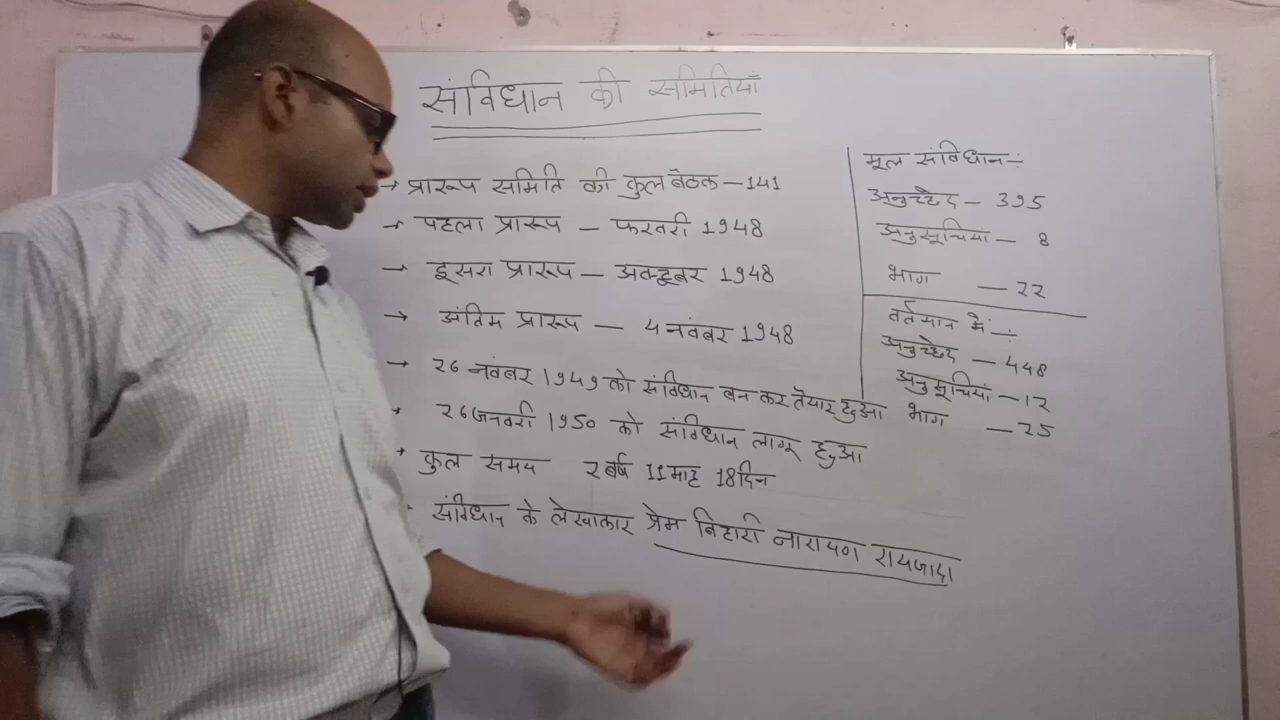 संविधान की समितियाँ
→ प्रारूप समिति की कुल बैठक – 141
→ पहला प्रारूप – फरवरी 1948
→ दूसरा प्रारूप – अक्टूबर 1948
→ अंतिम प्रारूप – 4 नवंबर 1948
→ 26 नवंबर 1949 को संविधान बन कर तैयार हुआ
26 जनवरी 1950 को संविधान लागू हुआ
कुल समय 2 बर्ष 11 माह 18 दिन
संविधान के लेखाकार प्रेम बिहारी नारायण रायजादा
मूल संविधान :-
अनुच्छेद – 395
अनुसूचियां – 8
भाग – 22
वर्तमान में :-
अनुच्छेद – 448
अनुसूचियां – 12
भाग – 25